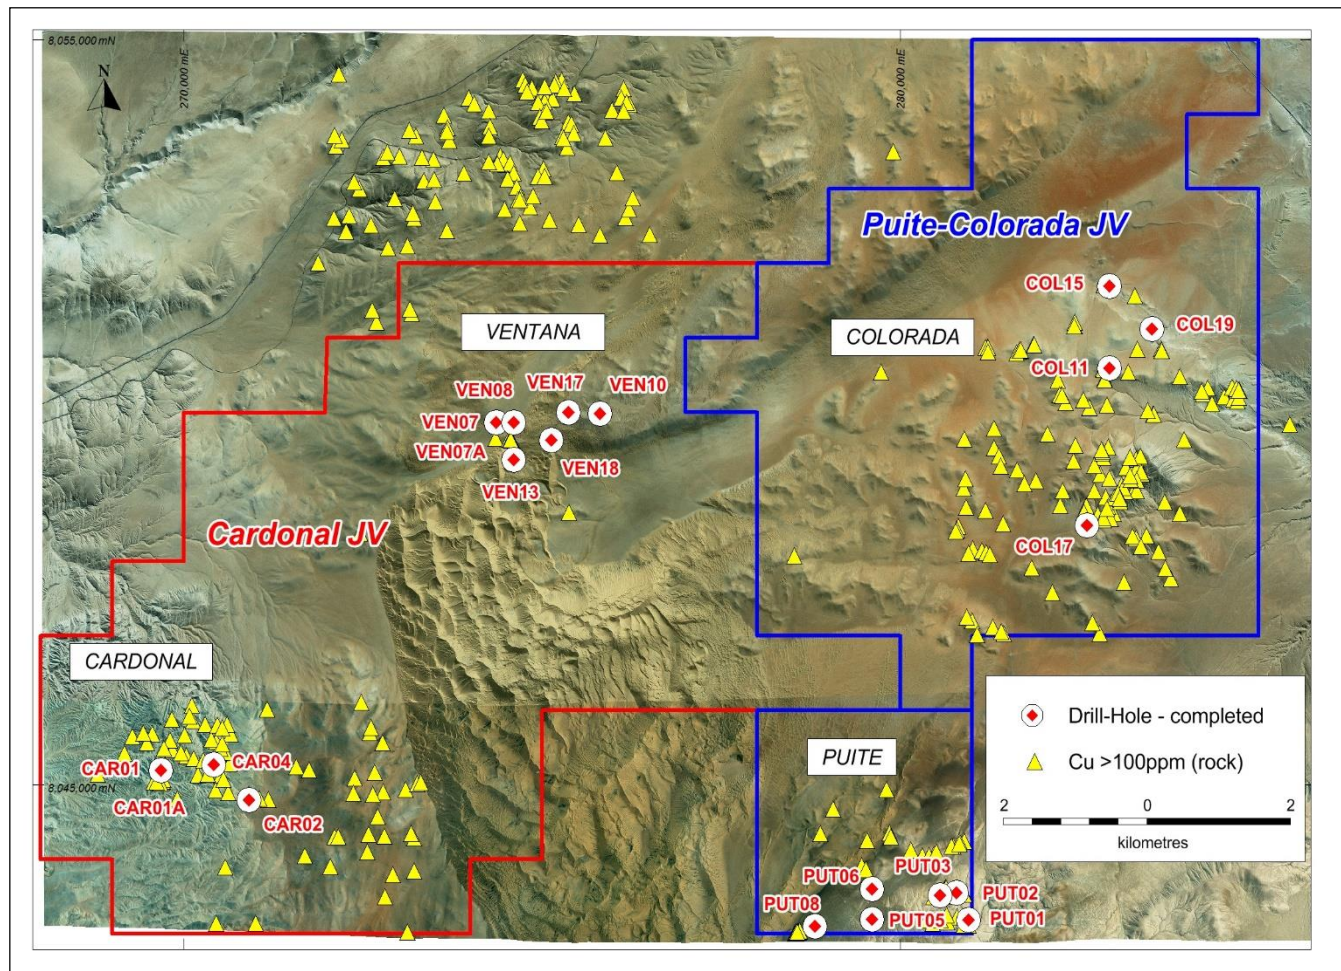 8,055,000 mN
N
270,000 mE
280,000 mE
Puite-Colorada JV
COL15
VENTANA
COLORADA
COL19
COL11
VEN08
VEN17
VEN10
VEN07
VEN07A
VEN18
VEN13
Cardonal JV
COL17
CARDONAL
Drill-Hole - completed
Cu >100ppm (rock)
2
0
2
kilometres
PUITE
CAR01
CAR04
8,045,000 mN
CAR01A
CAR02
PUT03
PUT06
PUT02
PUT08
PUT05
PUT01